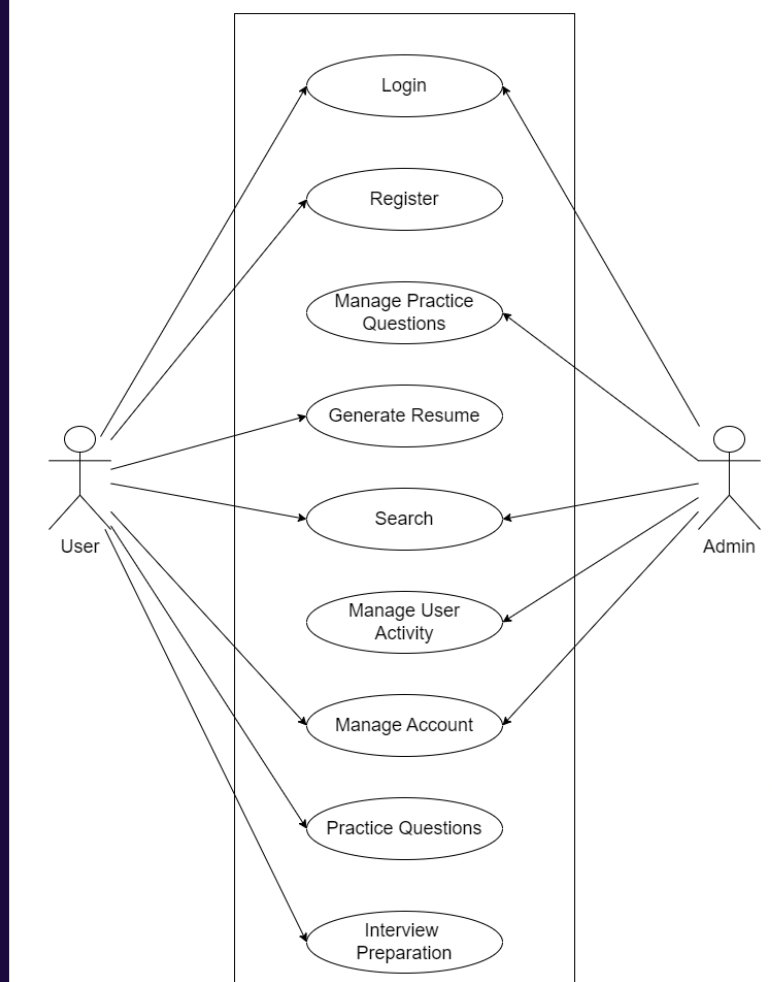 Login
Register
Manage Practice
Questions
Generate Resume
Search
User
Admin
Manage User
Activity
Manage Account
Practice Questions
Interview
Preparation